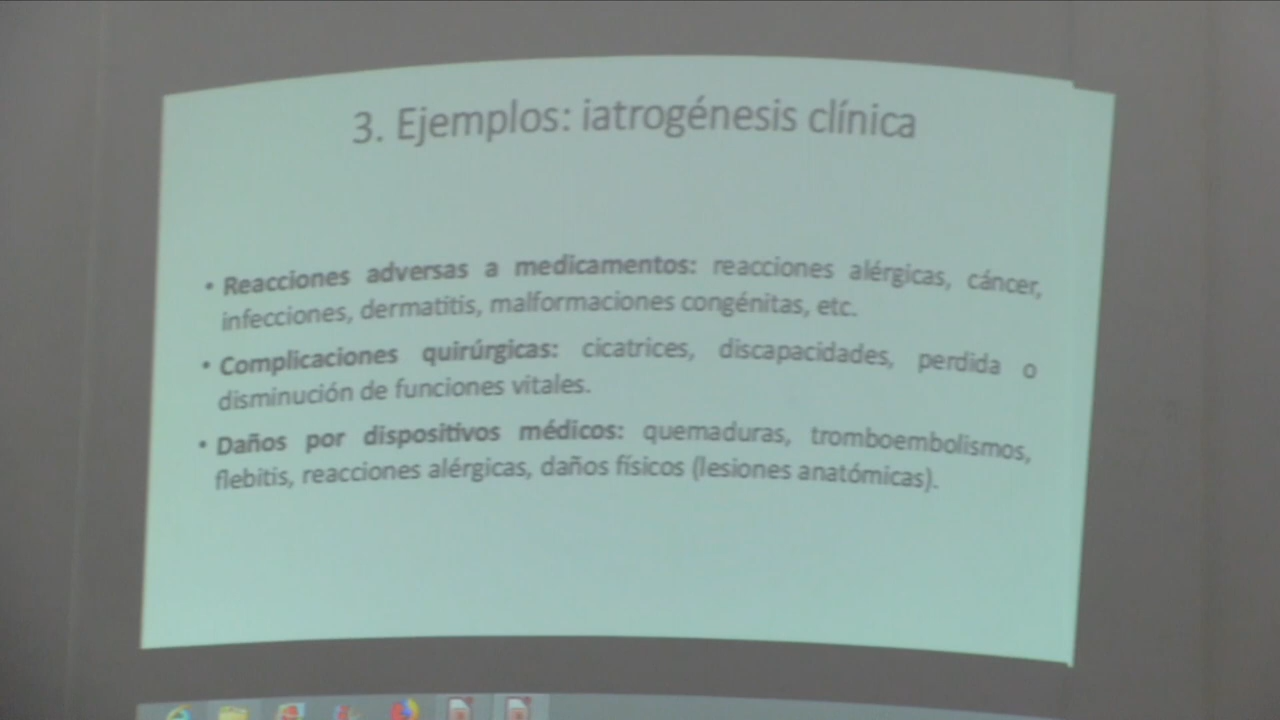 3. Ejemplos: iatrogénesis clínica
• Reacciones adversas a medicamentos: reacciones alérgicas, cáncer,
infecciones, dermatitis, malformaciones congénitas, etc.
• Complicaciones quirúrgicas: cicatrices, discapacidades, perdida o
disminución de funciones vitales.
• Daños por dispositivos médicos: quemaduras, tromboembolismos,
flebitis, reacciones alérgicas, daños físicos (lesiones anatómicas).